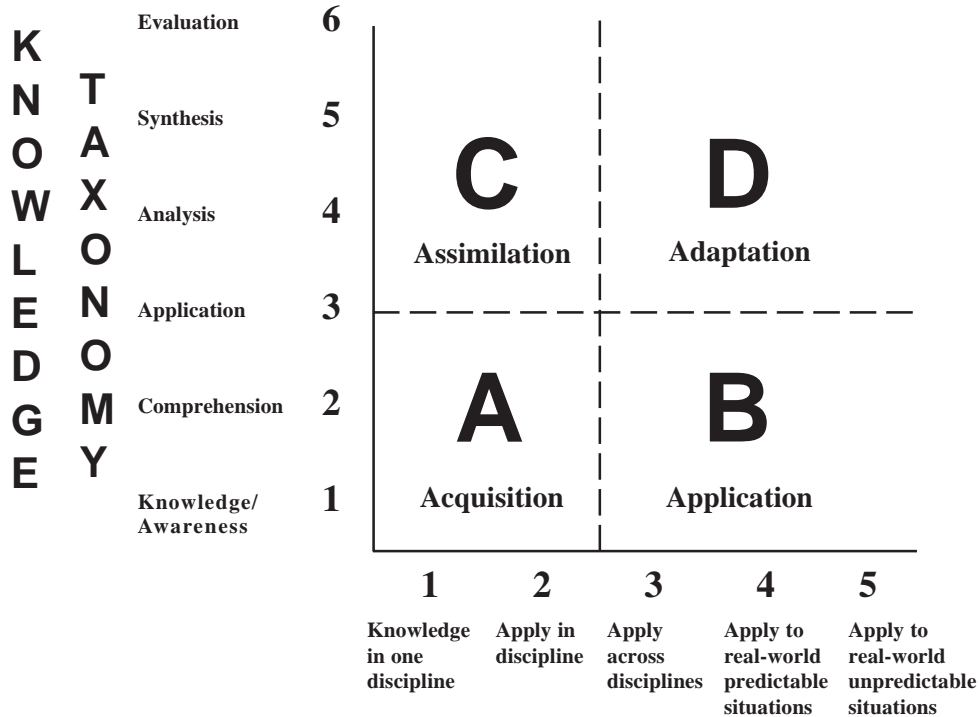 KNOWLEDGE
TAXONOMY
Evaluation 6
Synthesis 5
Analysis 4
Application 3
Comprehension 2
Knowledge/
Awareness
1
C
Assimilation
D
Adaptation
A
Acquisition
B
Application
1
Knowledge
in one
discipline
2
Apply in
discipline
3
Apply
across
disciplines
4
Apply to
real-world
predictable
situations
5
Apply to
real-world
unpredictable
situations